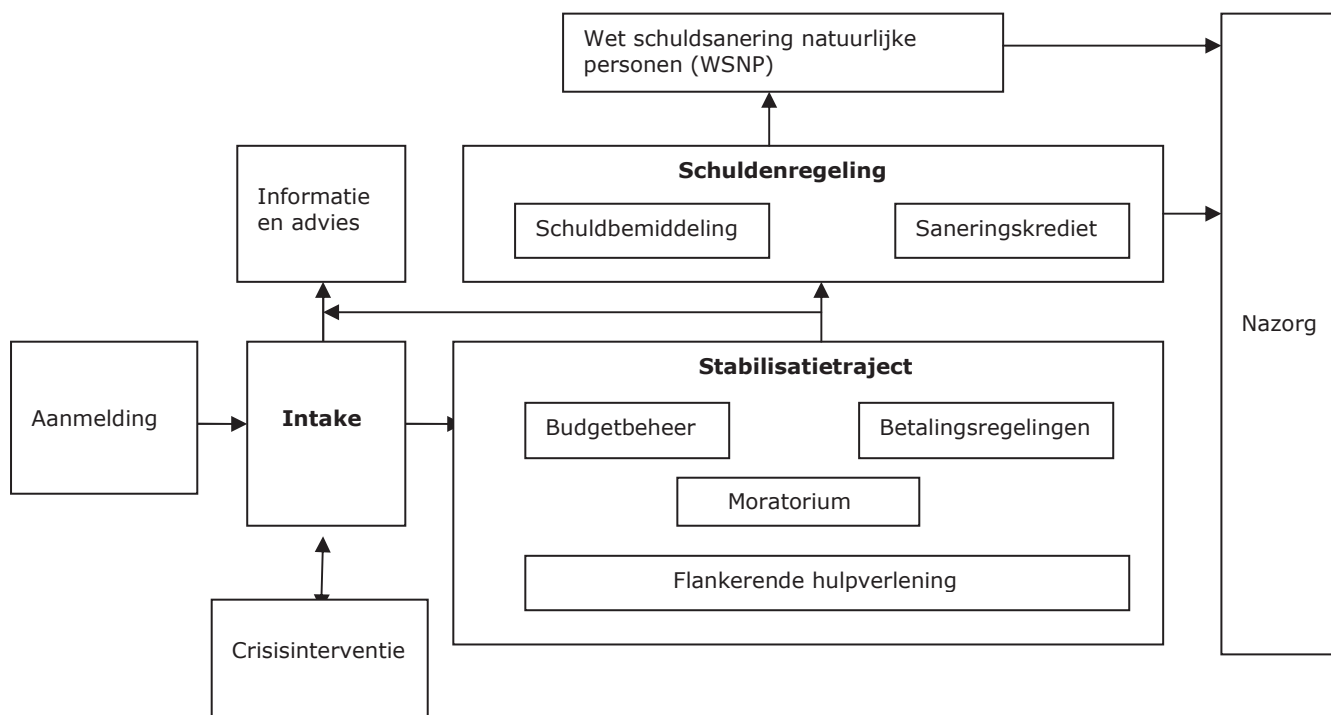 Wet schuldsanering natuurlijke
personen (WSNP)
Schuldenregeling
Informatie
en advies
Schuldbemiddeling
Saneringskrediet
Nazorg
Stabilisatietraject
Aanmelding
Intake
Budgetbeheer
Betalingsregelingen
Moratorium
Flankerende hulpverlening
Crisisinterventie